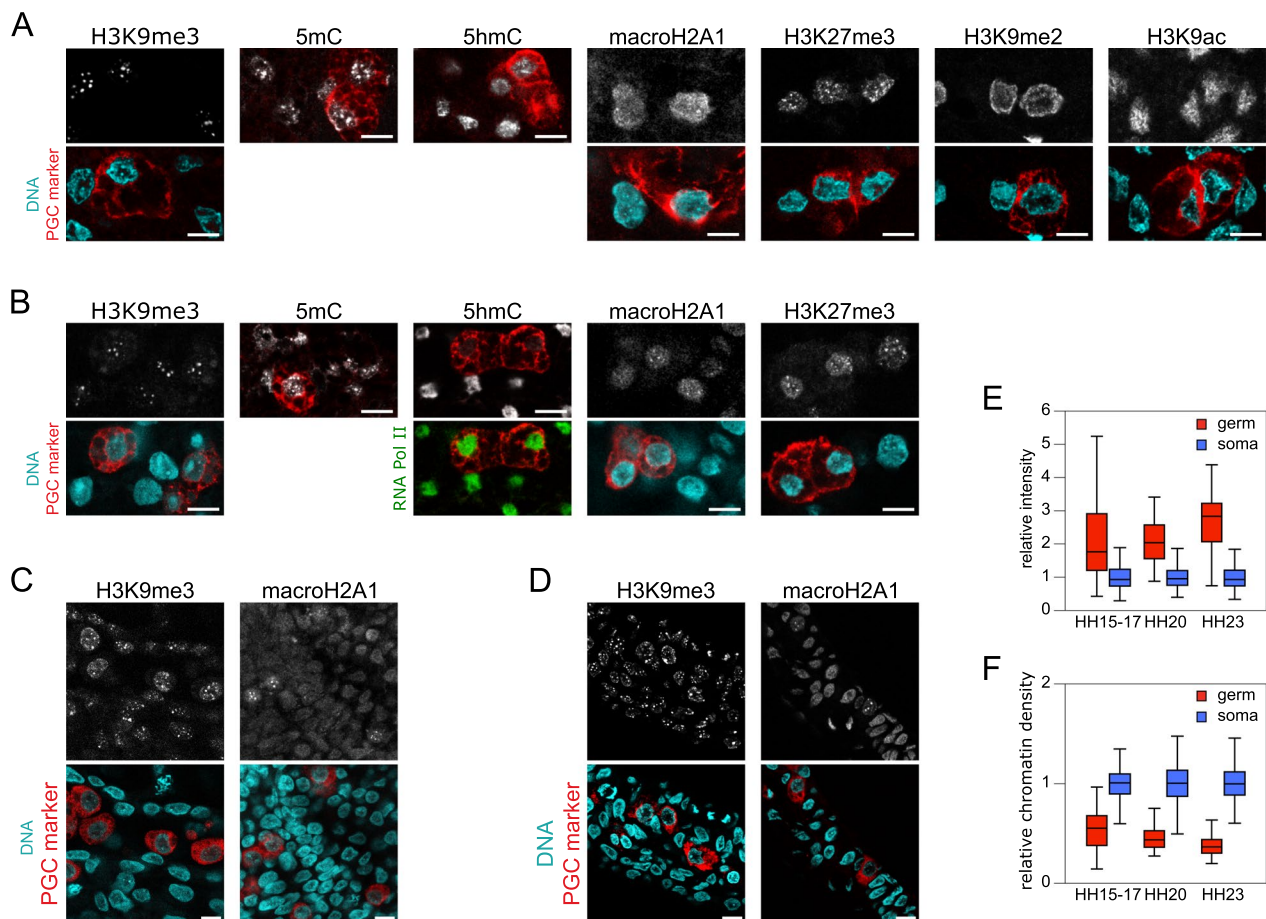 A
H3K9me3 5mC 5hmC macroH2A1 H3K27me3 H3K9me2 H3K9ac
DNA
PGC marker
B
H3K9me3 5mC 5hmC macroH2A1 H3K27me3
DNA
PGC marker
RNA Pol II
C
H3K9me3 macroH2A1
DNA
PGC marker
D
H3K9me3 macroH2A1
DNA
PGC marker
E
relative intensity
6
5
4
3
2
1
0
germ
soma
HH15-17 HH20 HH23
F
relative chromatin density
2
1
0
germ
soma
HH15-17 HH20 HH23